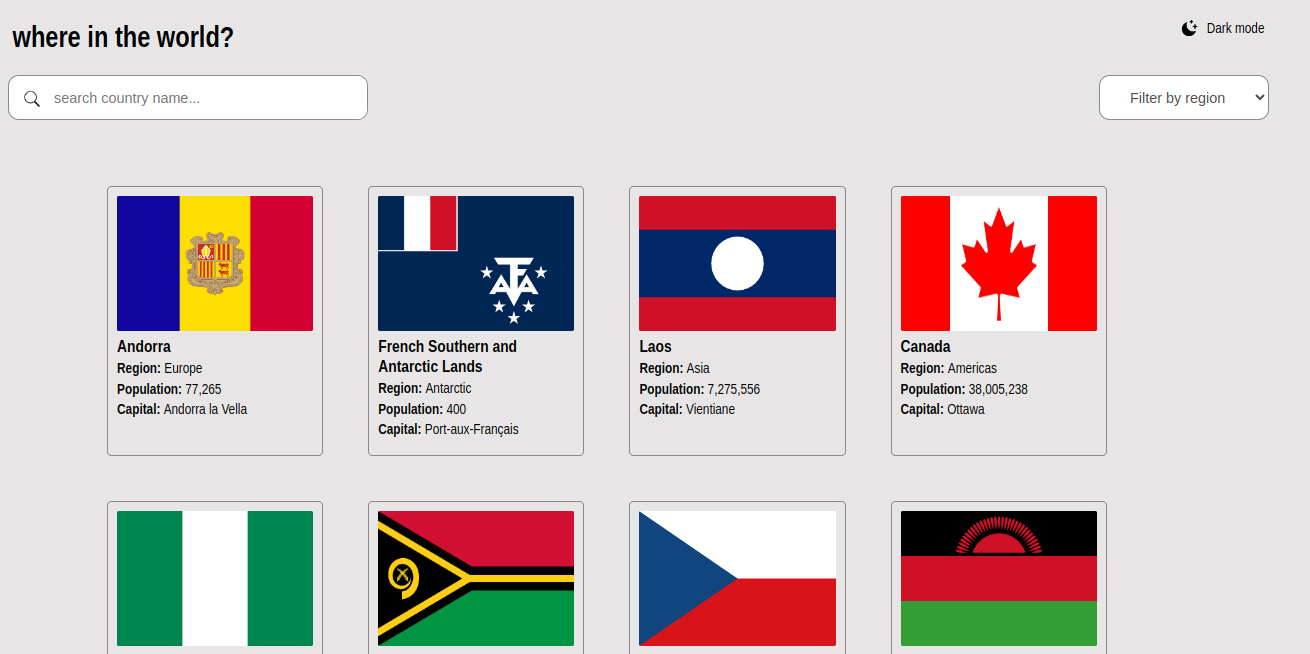 where in the world?
Dark mode
search country name...
Filter by region
Andorra
Region: Europe
Population: 77,265
Capital: Andorra la Vella
French Southern and
Antarctic Lands
Region: Antarctic
Population: 400
Capital: Port-aux-Français
Laos
Region: Asia
Population: 7,275,556
Capital: Vientiane
Canada
Region: Americas
Population: 38,005,238
Capital: Ottawa